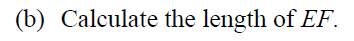 (b) Calculate the length of EF.